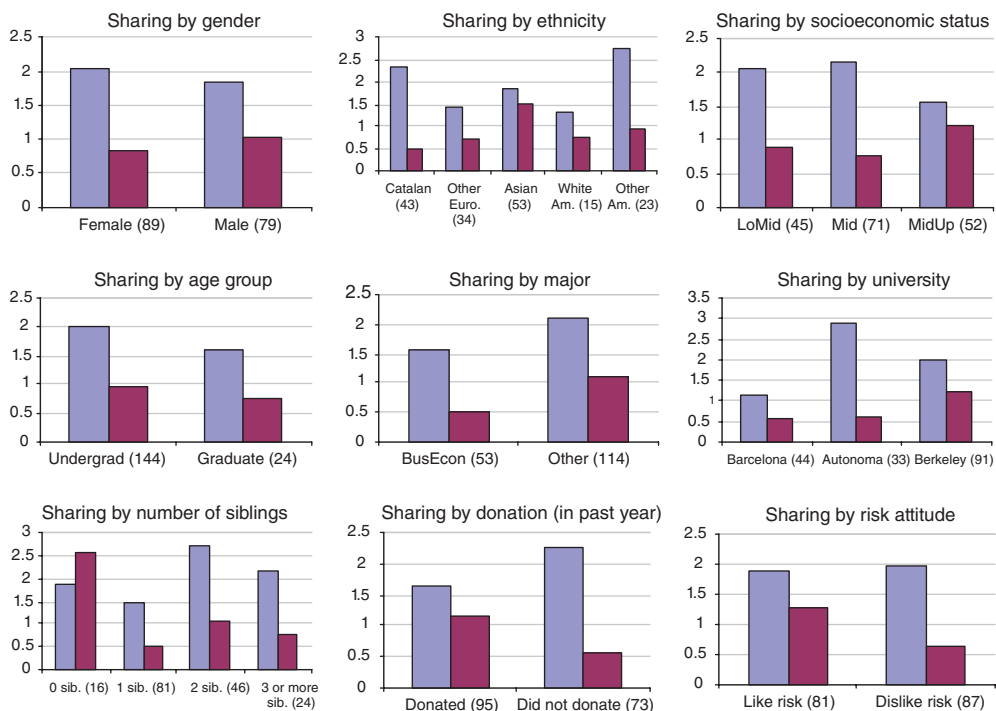 Sharing by gender
2.5
2
1.5
1
0.5
0
Female (89) Male (79)
Sharing by ethnicity
3
2.5
2
1.5
1
0.5
0
Catalan Other Asian White Other
(43) Euro. (53) Am. (15) Am. (23)
(34)
Sharing by socioeconomic status
2.5
2
1.5
1
0.5
0
LoMid (45) Mid (71) MidUp (52)
Sharing by age group
2.5
2
1.5
1
0.5
0
Undergrad (144) Graduate (24)
Sharing by major
2.5
2
1.5
1
0.5
0
BusEcon (53) Other (114)
Sharing by university
3.5
3
2.5
2
1.5
1
0.5
0
Barcelona (44) Autonoma (33) Berkeley (91)
Sharing by number of siblings
3
2.5
2
1.5
1
0.5
0
0 sib. (16) 1 sib. (81) 2 sib. (46) 3 or more
sib. (24)
Sharing by donation (in past year)
2.5
2
1.5
1
0.5
0
Donated (95) Did not donate (73)
Sharing by risk attitude
2.5
2
1.5
1
0.5
0
Like risk (81) Dislike risk (87)